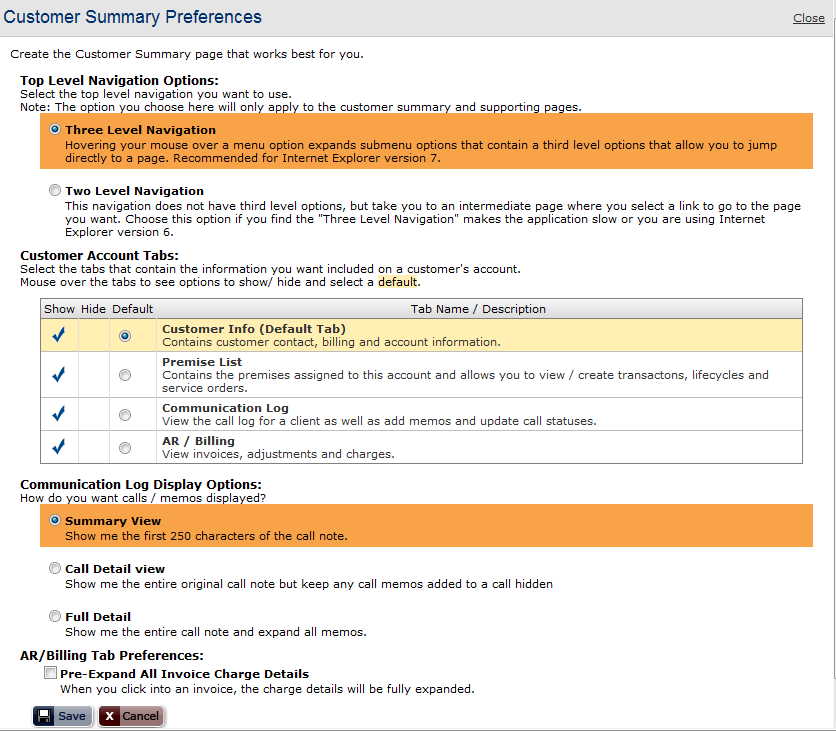 Customer Summary Preferences
Close
Create the Customer Summary page that works best for you.
Top Level Navigation Options:
Select the top level navigation you want to use.
Note: The option you choose here will only apply to the customer summary and supporting pages.
Three Level Navigation
Hovering your mouse over a menu option expands submenu options that contain a third level options that allow you to jump
directly to a page. Recommended for Internet Explorer version 7.
Two Level Navigation
This navigation does not have third level options, but take you to an intermediate page where you select a link to go to the page
you want. Choose this option if you find the "Three Level Navigation" makes the application slow or you are using Internet
Explorer version 6.
Customer Account Tabs:
Select the tabs that contain the information you want included on a customer's account.
Mouse over the tabs to see options to show/ hide and select a default.
Show Hide Default Tab Name / Description
Customer Info (Default Tab)
Contains customer contact, billing and account information.
Premise List
Contains the premises assigned to this account and allows you to view / create transactons, lifecycles and
service orders.
Communication Log
View the call log for a client as well as add memos and update call statuses.
AR / Billing
View invoices, adjustments and charges.
Communication Log Display Options:
How do you want calls / memos displayed?
Summary View
Show me the first 250 characters of the call note.
Call Detail view
Show me the entire original call note but keep any call memos added to a call hidden
Full Detail
Show me the entire call note and expand all memos.
AR/Billing Tab Preferences:
Pre-Expand All Invoice Charge Details
When you click into an invoice, the charge details will be fully expanded.
Save X Cancel